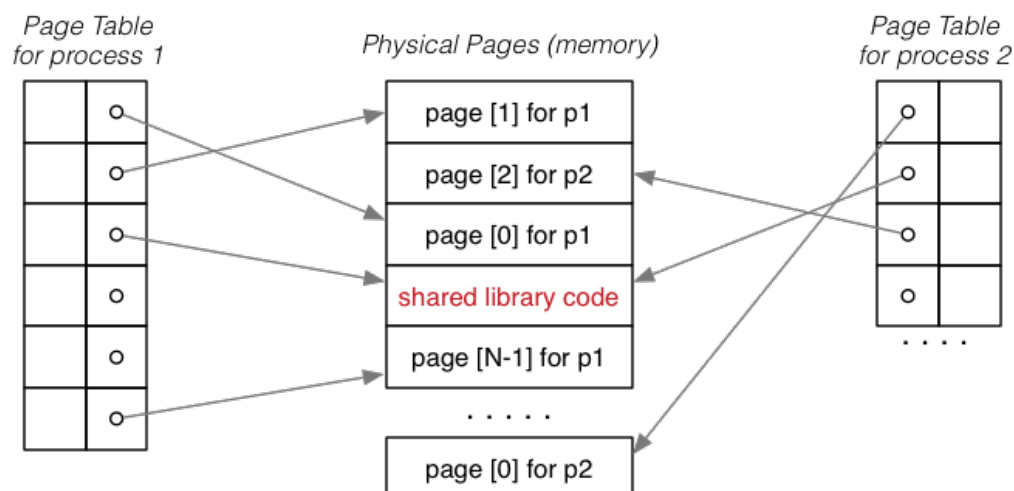 Page Table
for process 1
Physical Pages (memory)
Page Table
for process 2
page [1] for p1
page [2] for p2
page [0] for p1
shared library code
page [N-1] for p1
. . . .
. . . . .
page [0] for p2